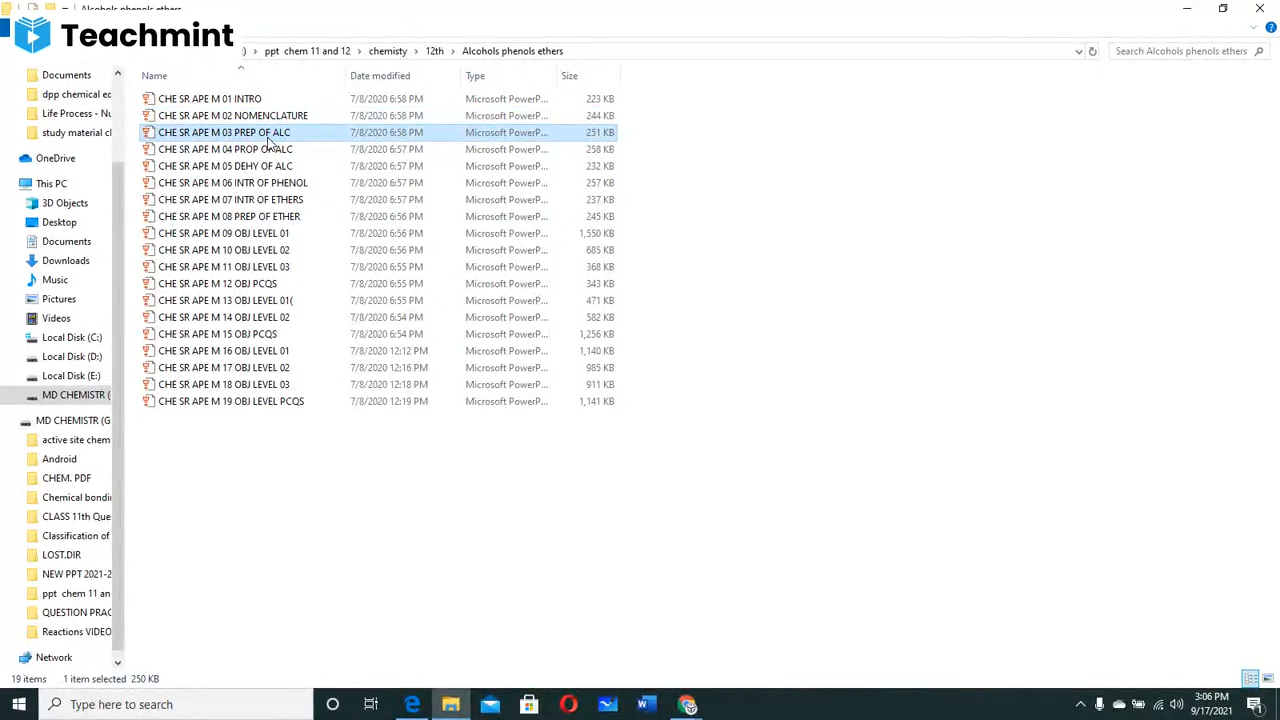 Alcohols phenols ethers
Teachmint
ppt chem 11 and 12 > chemisty > 12th > Alcohols phenols ethers
Search Alcohols phenols ethers
Name Date modified Type Size
Documents
dpp chemical e
Life Process - Nu
study material cl
OneDrive
This PC
3D Objects
Desktop
Documents
Downloads
Music
Pictures
Videos
Local Disk (C:)
Local Disk (D:)
Local Disk (E:)
MD CHEMISTR (
MD CHEMISTR (G
active site chem
Android
CHEM. PDF
Chemical bondi
CLASS 11th Que
Classification of
LOST.DIR
NEW PPT 2021-2
ppt chem 11 an
QUESTION PRAC
Reactions VIDEO
Network
CHE SR APE M 01 INTRO 7/8/2020 6:58 PM Microsoft PowerP... 223 KB
CHE SR APE M 02 NOMENCLATURE 7/8/2020 6:58 PM Microsoft PowerP... 244 KB
CHE SR APE M 03 PREP OF ALC 7/8/2020 6:58 PM Microsoft PowerP... 251 KB
CHE SR APE M 04 PROP OF ALC 7/8/2020 6:57 PM Microsoft PowerP... 258 KB
CHE SR APE M 05 DEHY OF ALC 7/8/2020 6:57 PM Microsoft PowerP... 232 KB
CHE SR APE M 06 INTR OF PHENOL 7/8/2020 6:57 PM Microsoft PowerP... 257 KB
CHE SR APE M 07 INTR OF ETHERS 7/8/2020 6:57 PM Microsoft PowerP... 237 KB
CHE SR APE M 08 PREP OF ETHER 7/8/2020 6:57 PM Microsoft PowerP... 245 KB
CHE SR APE M 09 OBJ LEVEL 01 7/8/2020 6:56 PM Microsoft PowerP... 1,550 KB
CHE SR APE M 10 OBJ LEVEL 02 7/8/2020 6:56 PM Microsoft PowerP... 685 KB
CHE SR APE M 11 OBJ LEVEL 03 7/8/2020 6:55 PM Microsoft PowerP... 368 KB
CHE SR APE M 12 OBJ PCQS 7/8/2020 6:55 PM Microsoft PowerP... 343 KB
CHE SR APE M 13 OBJ LEVEL 01( 7/8/2020 6:55 PM Microsoft PowerP... 471 KB
CHE SR APE M 14 OBJ LEVEL 02 7/8/2020 6:54 PM Microsoft PowerP... 582 KB
CHE SR APE M 15 OBJ PCQS 7/8/2020 6:54 PM Microsoft PowerP... 1,256 KB
CHE SR APE M 16 OBJ LEVEL 01 7/8/2020 12:12 PM Microsoft PowerP... 1,140 KB
CHE SR APE M 17 OBJ LEVEL 02 7/8/2020 12:16 PM Microsoft PowerP... 985 KB
CHE SR APE M 18 OBJ LEVEL 03 7/8/2020 12:18 PM Microsoft PowerP... 911 KB
CHE SR APE M 19 OBJ LEVEL PCQS 7/8/2020 12:19 PM Microsoft PowerP... 1,141 KB
19 items 1 item selected 250 KB
Type here to search
3:06 PM
9/17/2021